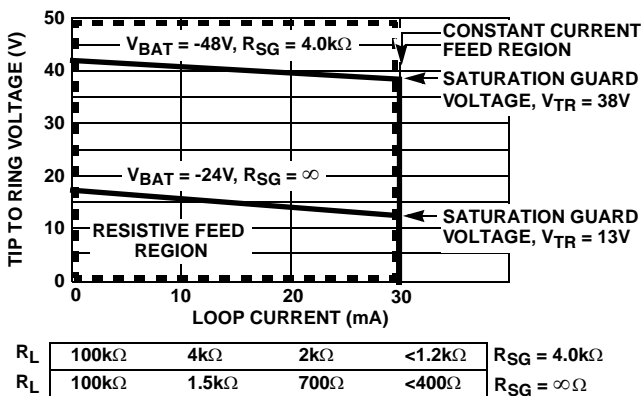 50
40
30
20
10
0
TIP TO RING VOLTAGE (V)
V_BAT = -48V, R_SG = 4.0kΩ
CONSTANT CURRENT
FEED REGION
SATURATION GUARD
VOLTAGE, V_TR = 38V
V_BAT = -24V, R_SG = ∞
RESISTIVE FEED
REGION
SATURATION GUARD
VOLTAGE, V_TR = 13V
0 10 20 30
LOOP CURRENT (mA)
R_L 100kΩ 4kΩ 2kΩ <1.2kΩ R_SG = 4.0kΩ
R_L 100kΩ 1.5kΩ 700Ω <400Ω R_SG = ∞Ω